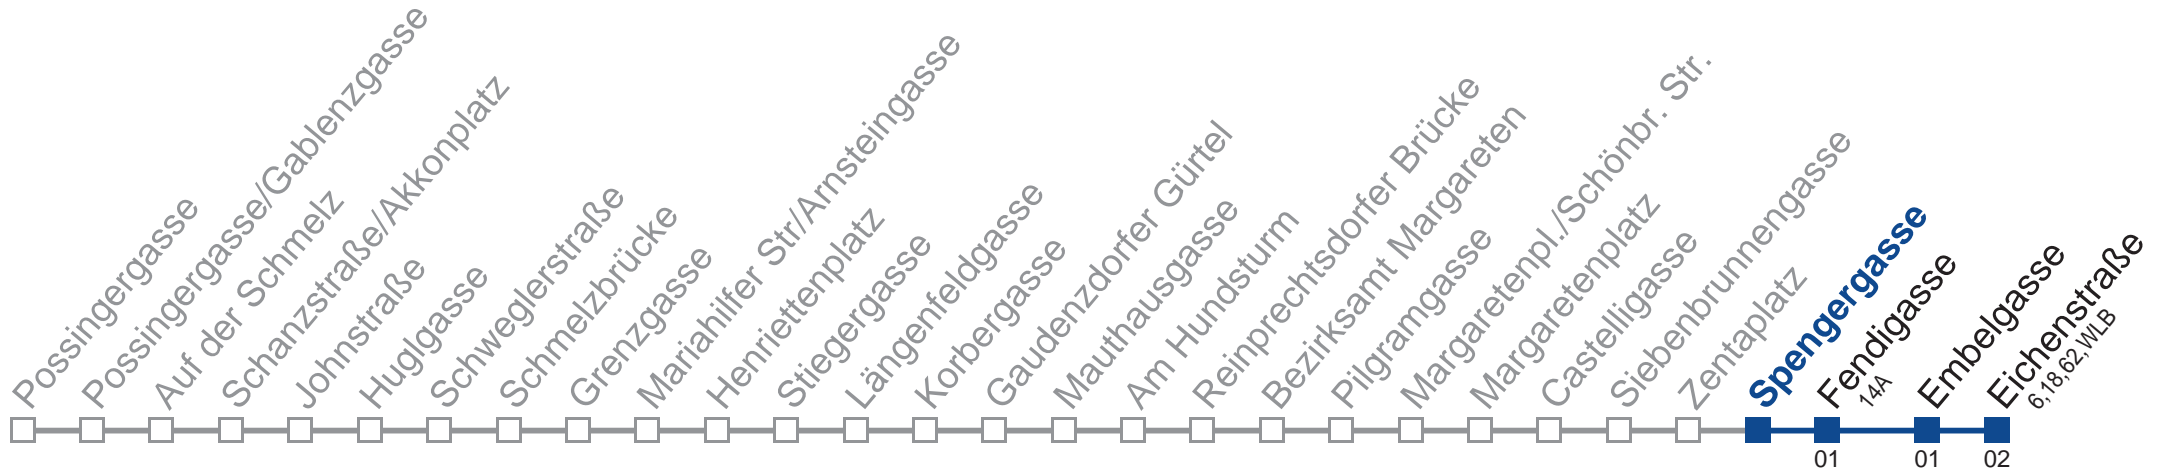 Possingergasse
Possingergasse/Gablenzgasse
Auf der Schmelz
Schanzstraße/Akkonplatz
Johnstraße
Huglgasse
Schweglerstraße
Schmelzbrücke
Grenzgasse
Mariahilfer Str/Arnsteingasse
Henriettenplatz
Stiegergasse
Längenfeldgasse
Korbergasse
Gaudenzdorfer Gürtel
Mauthausgasse
Am Hundsturm
Reinprechtsdorfer Brücke
Bezirksamt Margareten
Pilgramgasse
Margaretenpl./Schönbr. Str.
Margaretenplatz
Castelligasse
Siebenbrunnengasse
Zentaplatz
Spengergasse
Fendigasse
14A
Embelgasse
Eichenstraße
6,18,62,WLB
01
01
02